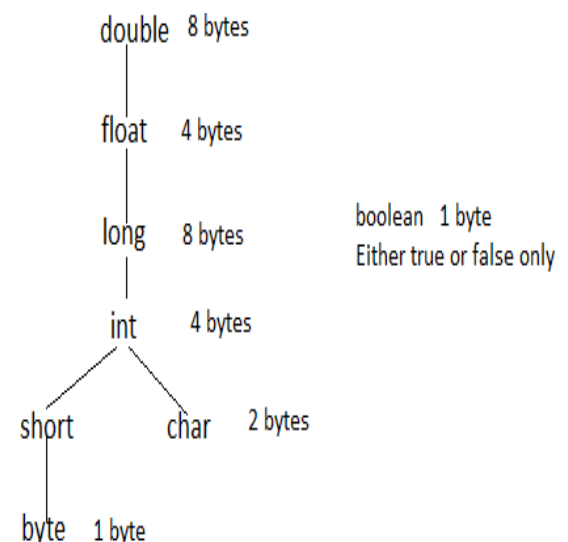 double 8 bytes
float 4 bytes
long 8 bytes
boolean 1 byte
Either true or false only
int 4 bytes
short char 2 bytes
byte 1 byte